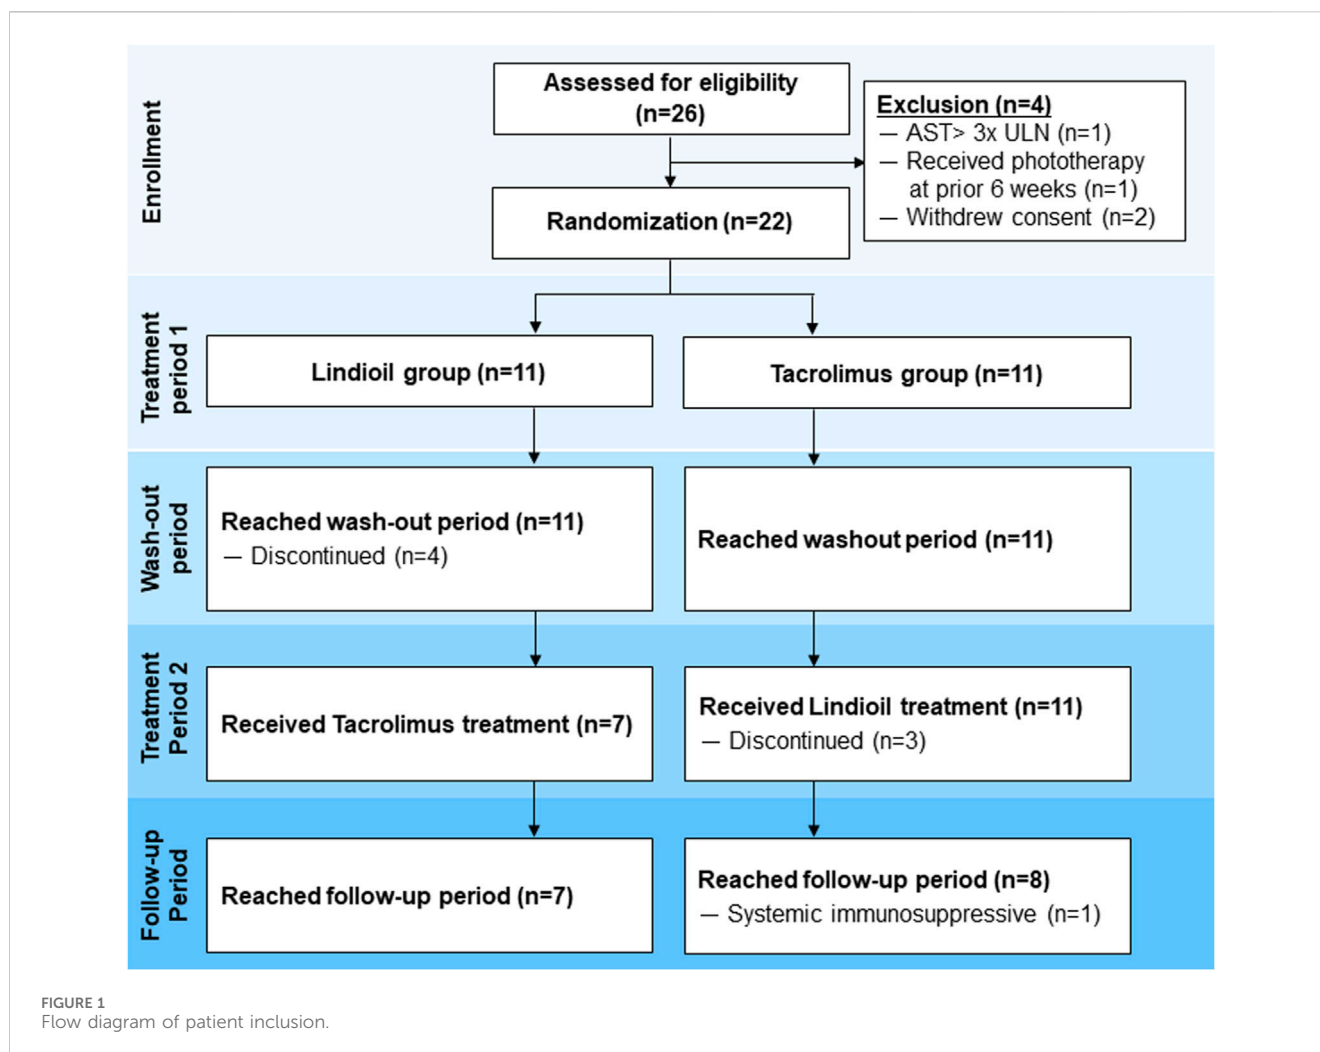 Enrollment
Assessed for eligibility
(n=26)
Exclusion (n=4)
— AST> 3x ULN (n=1)
— Received phototherapy
at prior 6 weeks (n=1)
— Withdrew consent (n=2)
Randomization (n=22)
Treatment
period 1
Lindioil group (n=11)
Tacrolimus group (n=11)
Wash-out
period
Reached wash-out period (n=11)
— Discontinued (n=4)
Reached washout period (n=11)
Treatment
Period 2
Received Tacrolimus treatment (n=7)
Received Lindioil treatment (n=11)
— Discontinued (n=3)
Follow-up
Period
Reached follow-up period (n=7)
Reached follow-up period (n=8)
— Systemic immunosuppressive (n=1)
FIGURE 1
Flow diagram of patient inclusion.